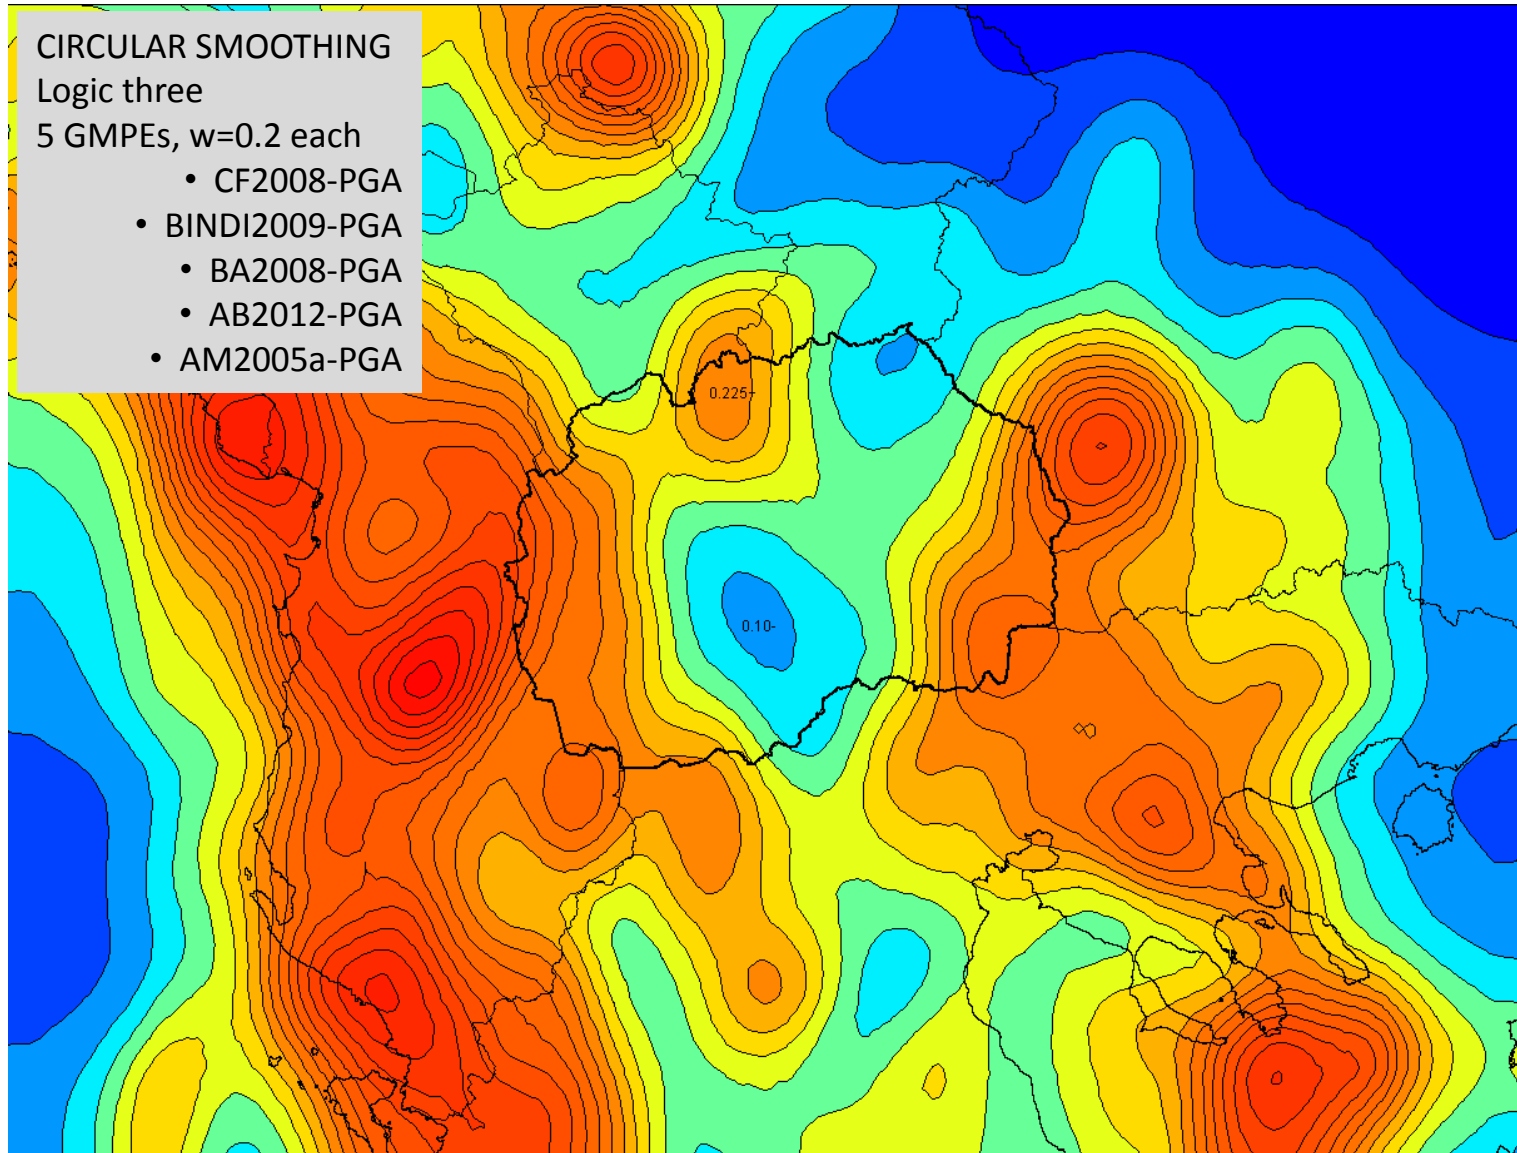 CIRCULAR SMOOTHING
Logic three
5 GMPEs, w=0.2 each
• CF2008-PGA
• BINDI2009-PGA
• BA2008-PGA
• AB2012-PGA
• AM2005a-PGA
0.225+
0.10-